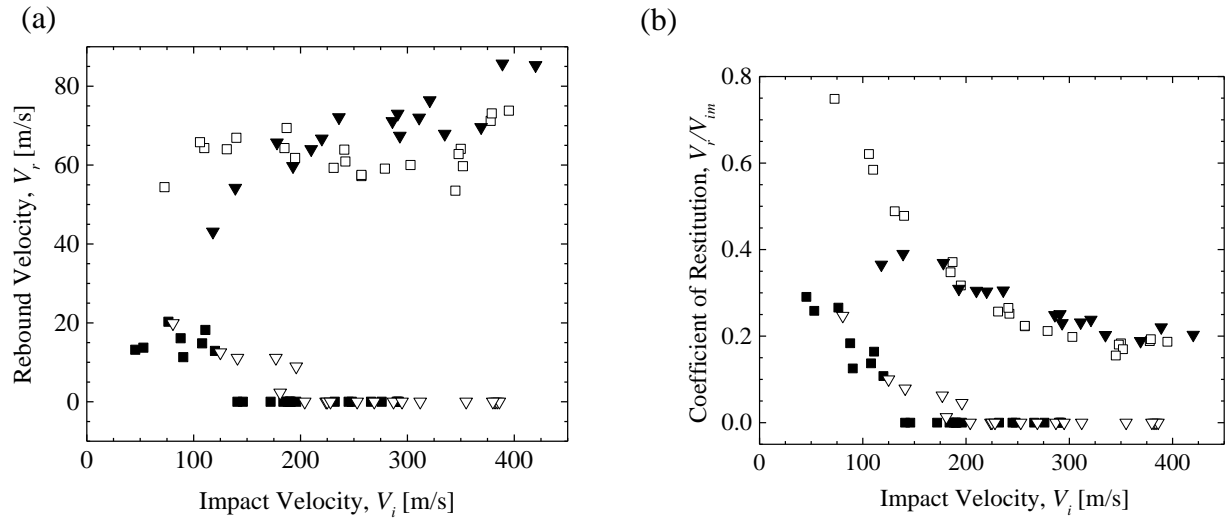 (a)
80
60
40
20
0
Rebound Velocity, V_r [m/s]
0 100 200 300 400
Impact Velocity, V_i [m/s]
(b)
0.8
0.6
0.4
0.2
0.0
Coefficient of Restitution, V_r/V_im
0 100 200 300 400
Impact Velocity, V_i [m/s]